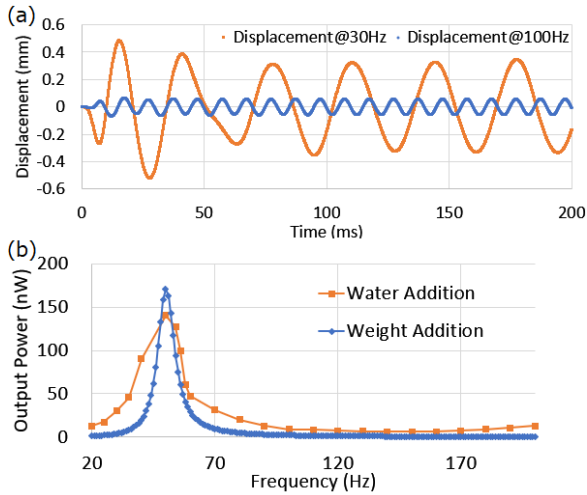 (a)
0.6
Displacement@30Hz Displacement@100Hz
0.4
0.2
0
-0.2
-0.4
-0.6
Displacement (mm)
0 50 100 150 200
Time (ms)
(b)
200
150
100
50
0
Output Power (nW)
Water Addition
Weight Addition
20 70 120 170
Frequency (Hz)